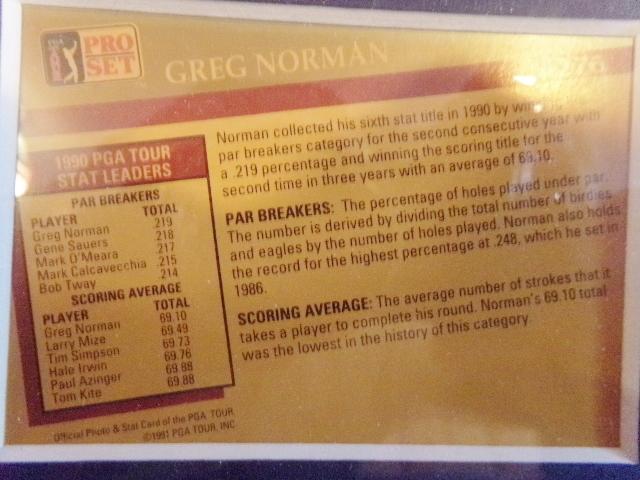 PGA TOUR
PRO
SET
GREG NORMAN
1990 PGA TOUR
STAT LEADERS
PAR BREAKERS
PLAYER TOTAL
Greg Norman .219
Gene Sauers .218
Mark O'Meara .217
Mark Calcavecchia .215
Bob Tway .214
SCORING AVERAGE
PLAYER TOTAL
Greg Norman 69.10
Larry Mize 69.49
Tim Simpson 69.73
Hale Irwin 69.76
Paul Azinger 69.88
Tom Kite 69.88
Norman collected his sixth stat title in 1990 by
par breakers category for the second consecutive year with
a .219 percentage and winning the scoring title for the
second time in three years with an average of 69.10.
PAR BREAKERS: The percentage of holes played under par.
The number is derived by dividing the total number of birdies
and eagles by the number of holes played. Norman also holds
the record for the highest percentage at .248, which he set in
1986.
SCORING AVERAGE: The average number of strokes that it
takes a player to complete his round. Norman's 69.10 total
was the lowest in the history of this category.
Official Photo & Stat Card of the PGA TOUR
©1991 PGA TOUR, INC